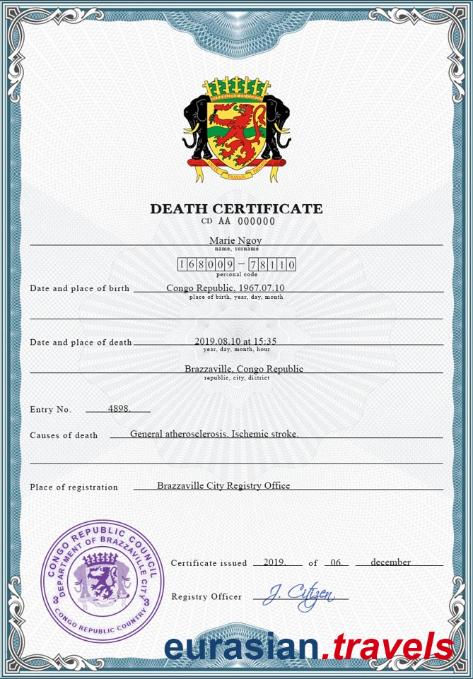 DEATH CERTIFICATE
CD AA 000000
Marie Ngoy
name, surname
168009 - 78110
personal code
Date and place of birth Congo Republic, 1967.07.10
place of birth, year, day, month
Date and place of death 2019.08.10 at 15:35
year, day, month, hour
Brazzaville, Congo Republic
republic, city, district
Entry No. 4898.
Causes of death General atherosclerosis. Ischemic stroke.
Place of registration Brazzaville City Registry Office
CONGO REPUBLIC COUNCIL
DEPARTMENT OF BRAZZAVILLE CITY
CONGO REPUBLIC COUNTRY
Certificate issued 2019. of 06. december
Registry Officer J. Citizen
eurasian.travels